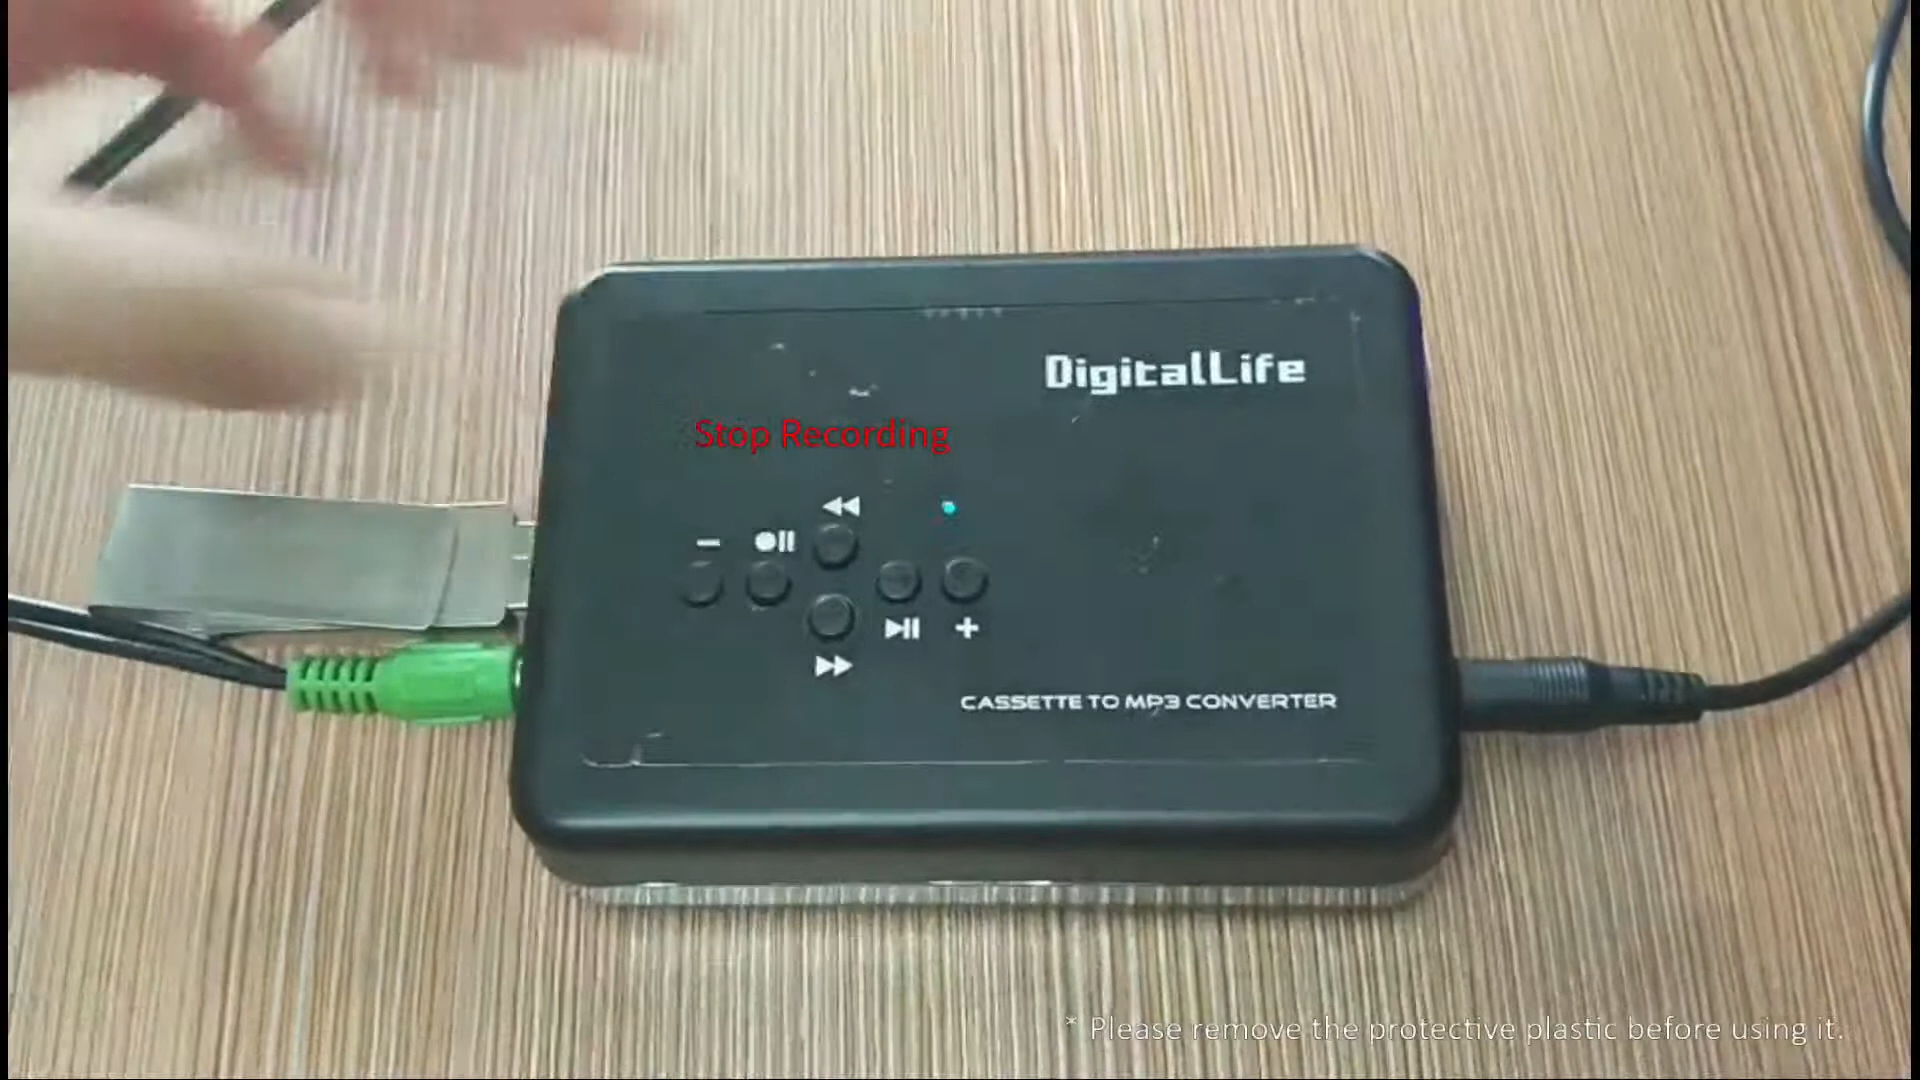 DigitalLife
Stop Recording
CASSETTE TO MP3 CONVERTER
* Please remove the protective plastic before using it.